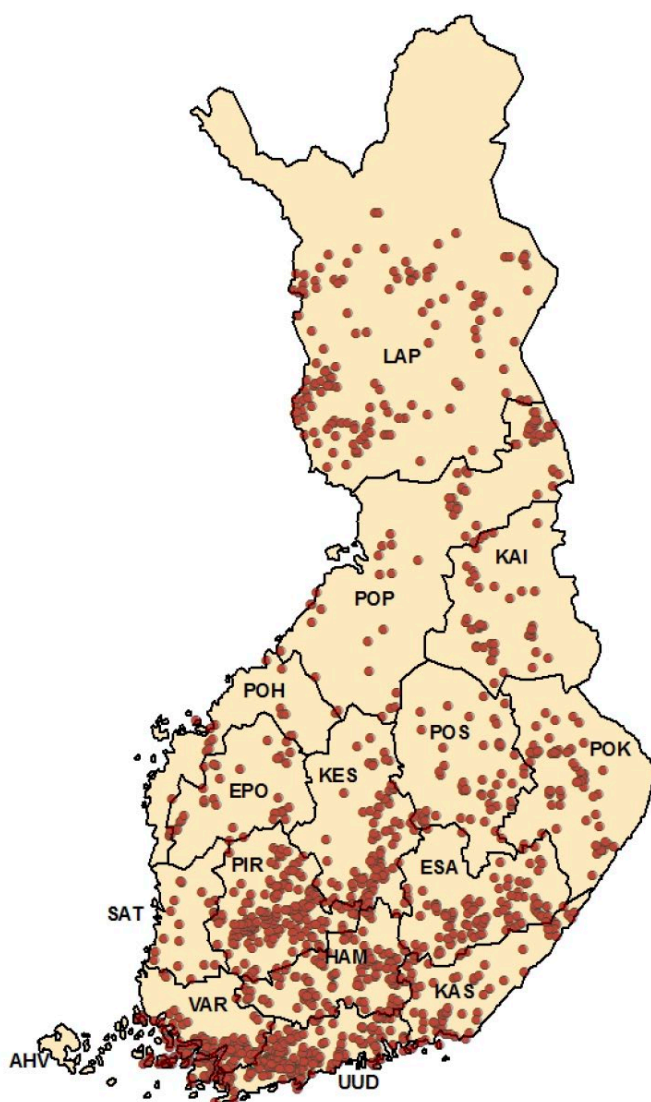 LAP
KAI
POP
POH
POS
POK
KES
EPO
PIR
ESA
SAT
HAM
KAS
VAR
AHV
UUD